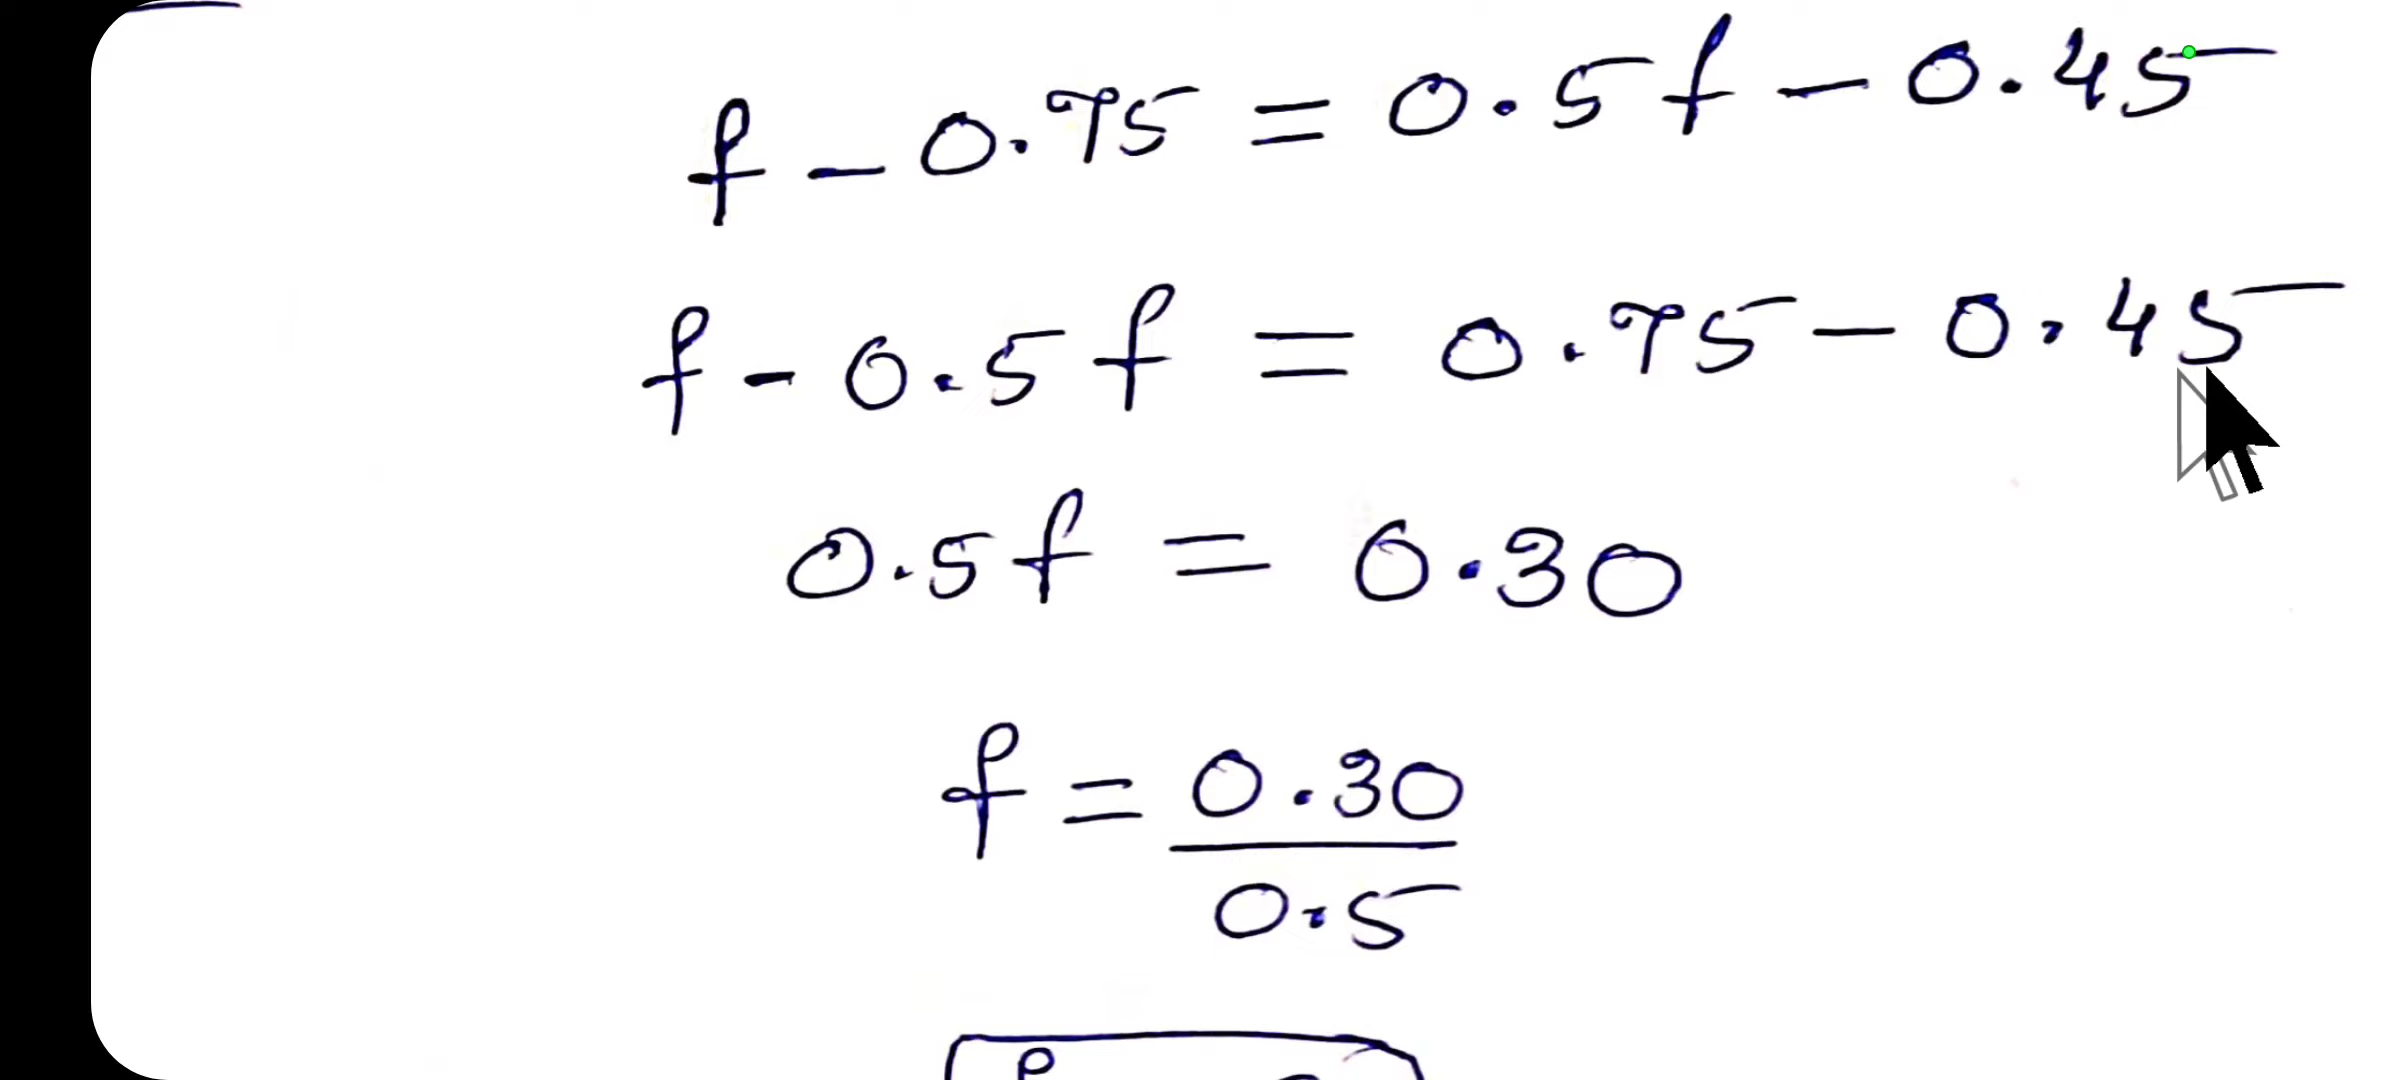 f - 0.75 = 0.5f - 0.45
f - 0.5f = 0.75 - 0.45
0.5f = 0.30
f = 0.30
0.5